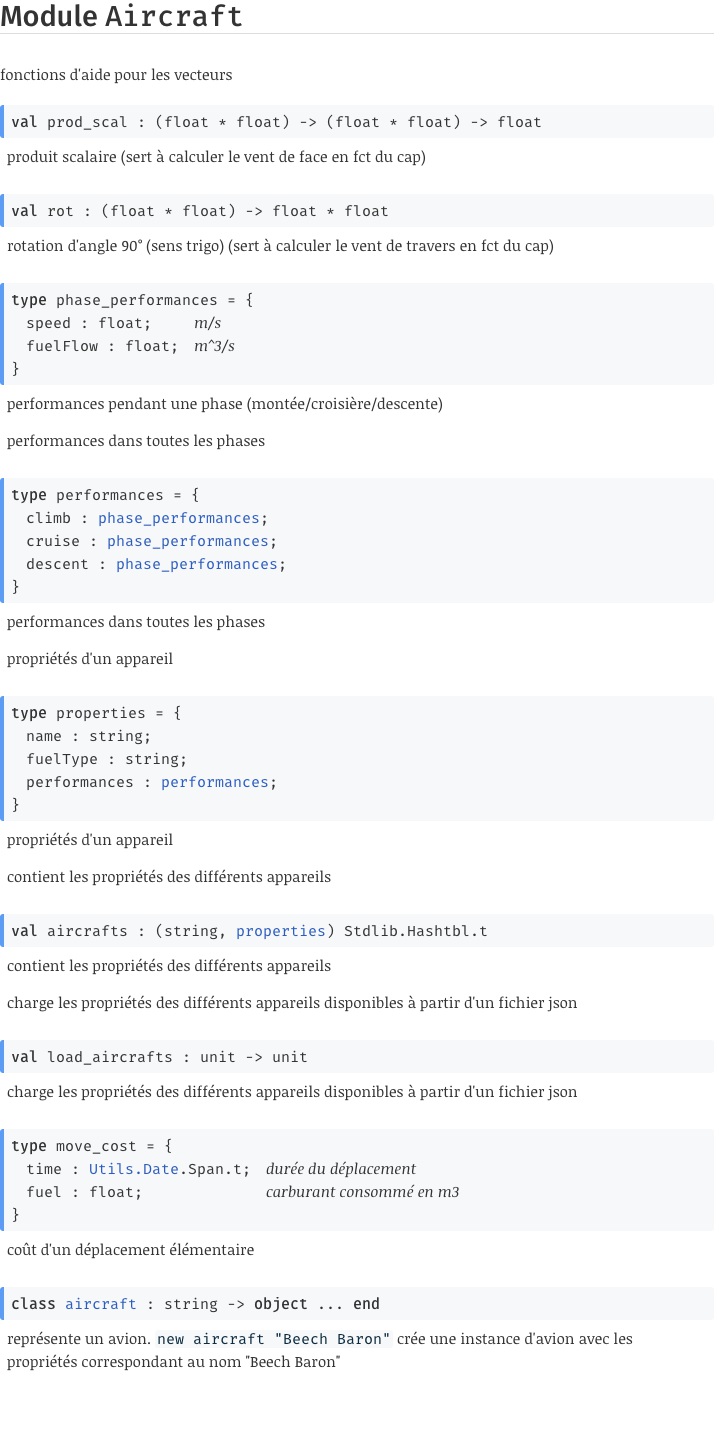 Module Aircraft
fonctions d'aide pour les vecteurs
val prod_scal : (float * float) -> (float * float) -> float
produit scalaire (sert à calculer le vent de face en fct du cap)
val rot : (float * float) -> float * float
rotation d'angle 90° (sens trigo) (sert à calculer le vent de travers en fct du cap)
type phase_performances = {
speed : float; m/s
fuelFlow : float; m^3/s
}
performances pendant une phase (montée/croisière/descente)
performances dans toutes les phases
type performances = {
climb : phase_performances;
cruise : phase_performances;
descent : phase_performances;
}
performances dans toutes les phases
propriétés d'un appareil
type properties = {
name : string;
fuelType : string;
performances : performances;
}
propriétés d'un appareil
contient les propriétés des différents appareils
val aircrafts : (string, properties) Stdlib.Hashtbl.t
contient les propriétés des différents appareils
charge les propriétés des différents appareils disponibles à partir d'un fichier json
val load_aircrafts : unit -> unit
charge les propriétés des différents appareils disponibles à partir d'un fichier json
type move_cost = {
time : Utils.Date.Span.t; durée du déplacement
fuel : float; carburant consommé en m3
}
coût d'un déplacement élémentaire
class aircraft : string -> object ... end
représente un avion. new aircraft "Beech Baron" crée une instance d'avion avec les
propriétés correspondant au nom "Beech Baron"